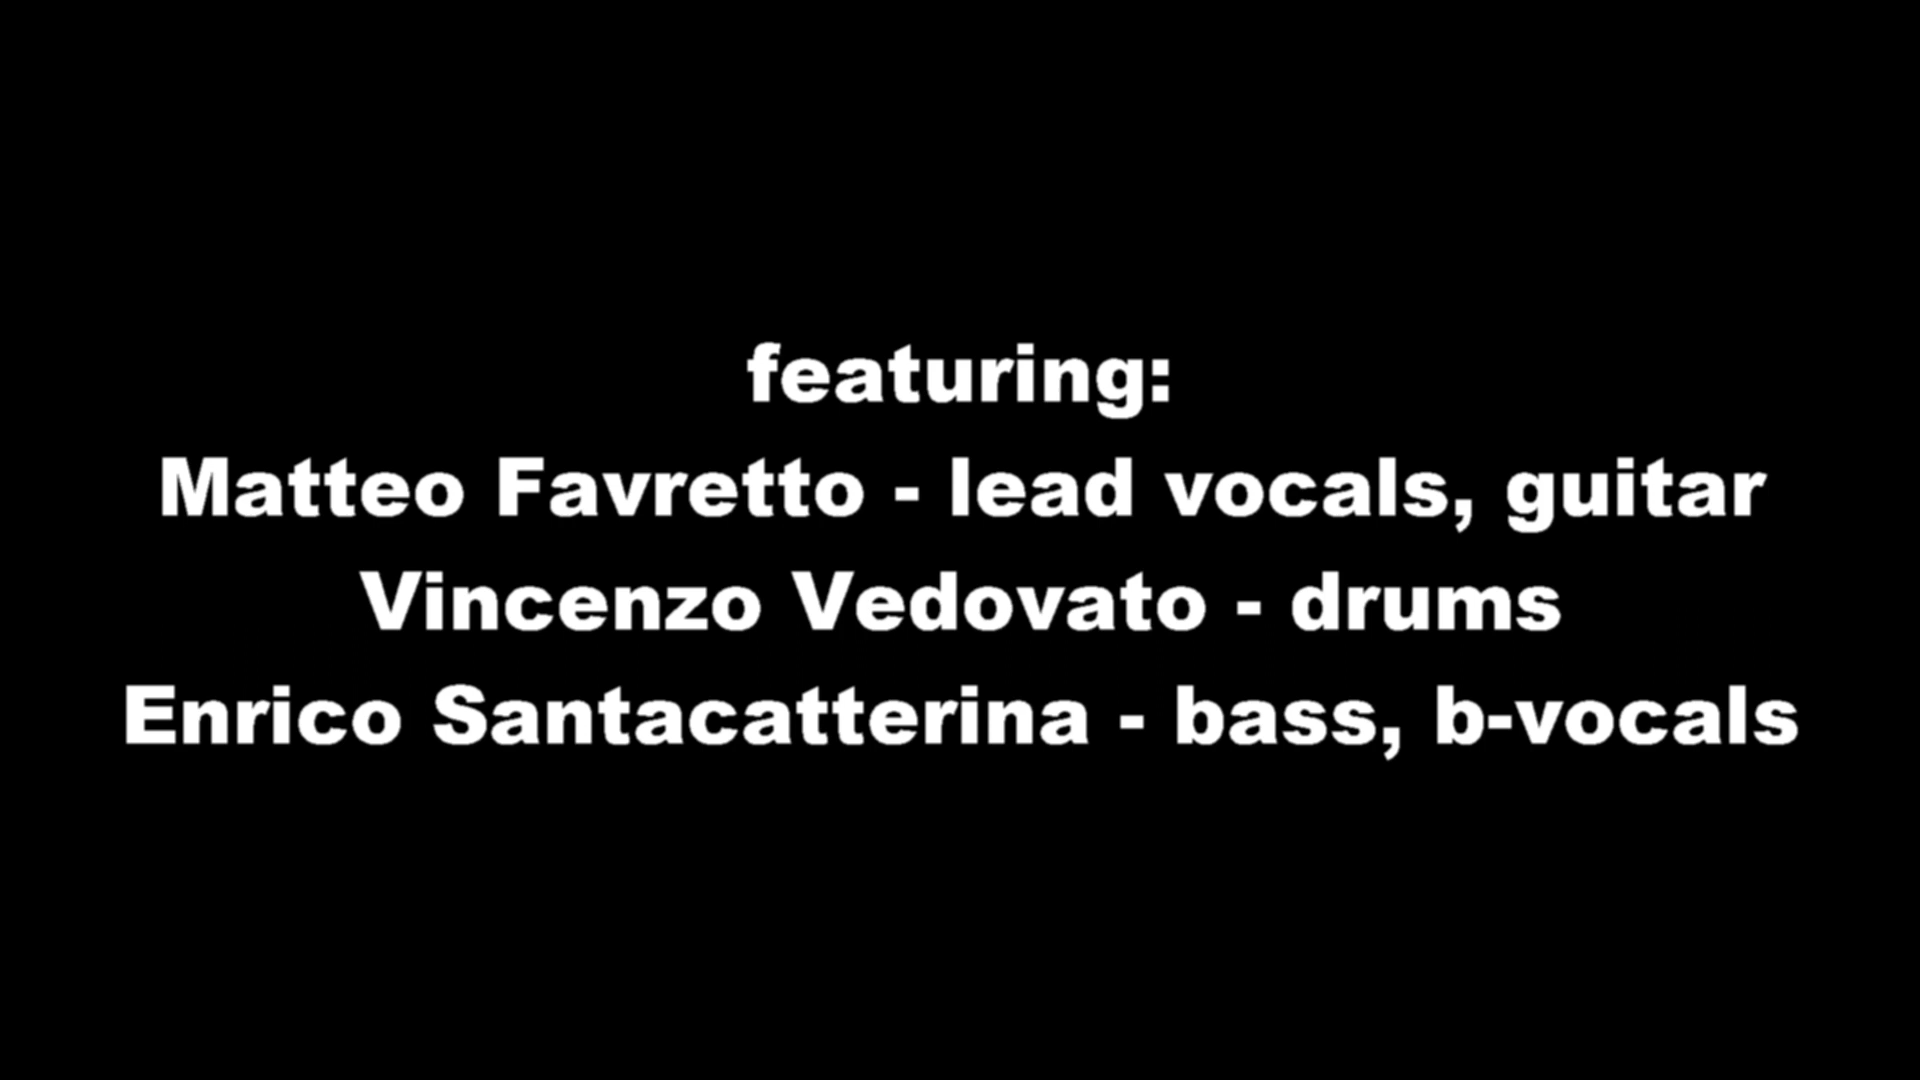 featuring:
Matteo Favretto - lead vocals, guitar
Vincenzo Vedovato - drums
Enrico Santacatterina - bass, b-vocals